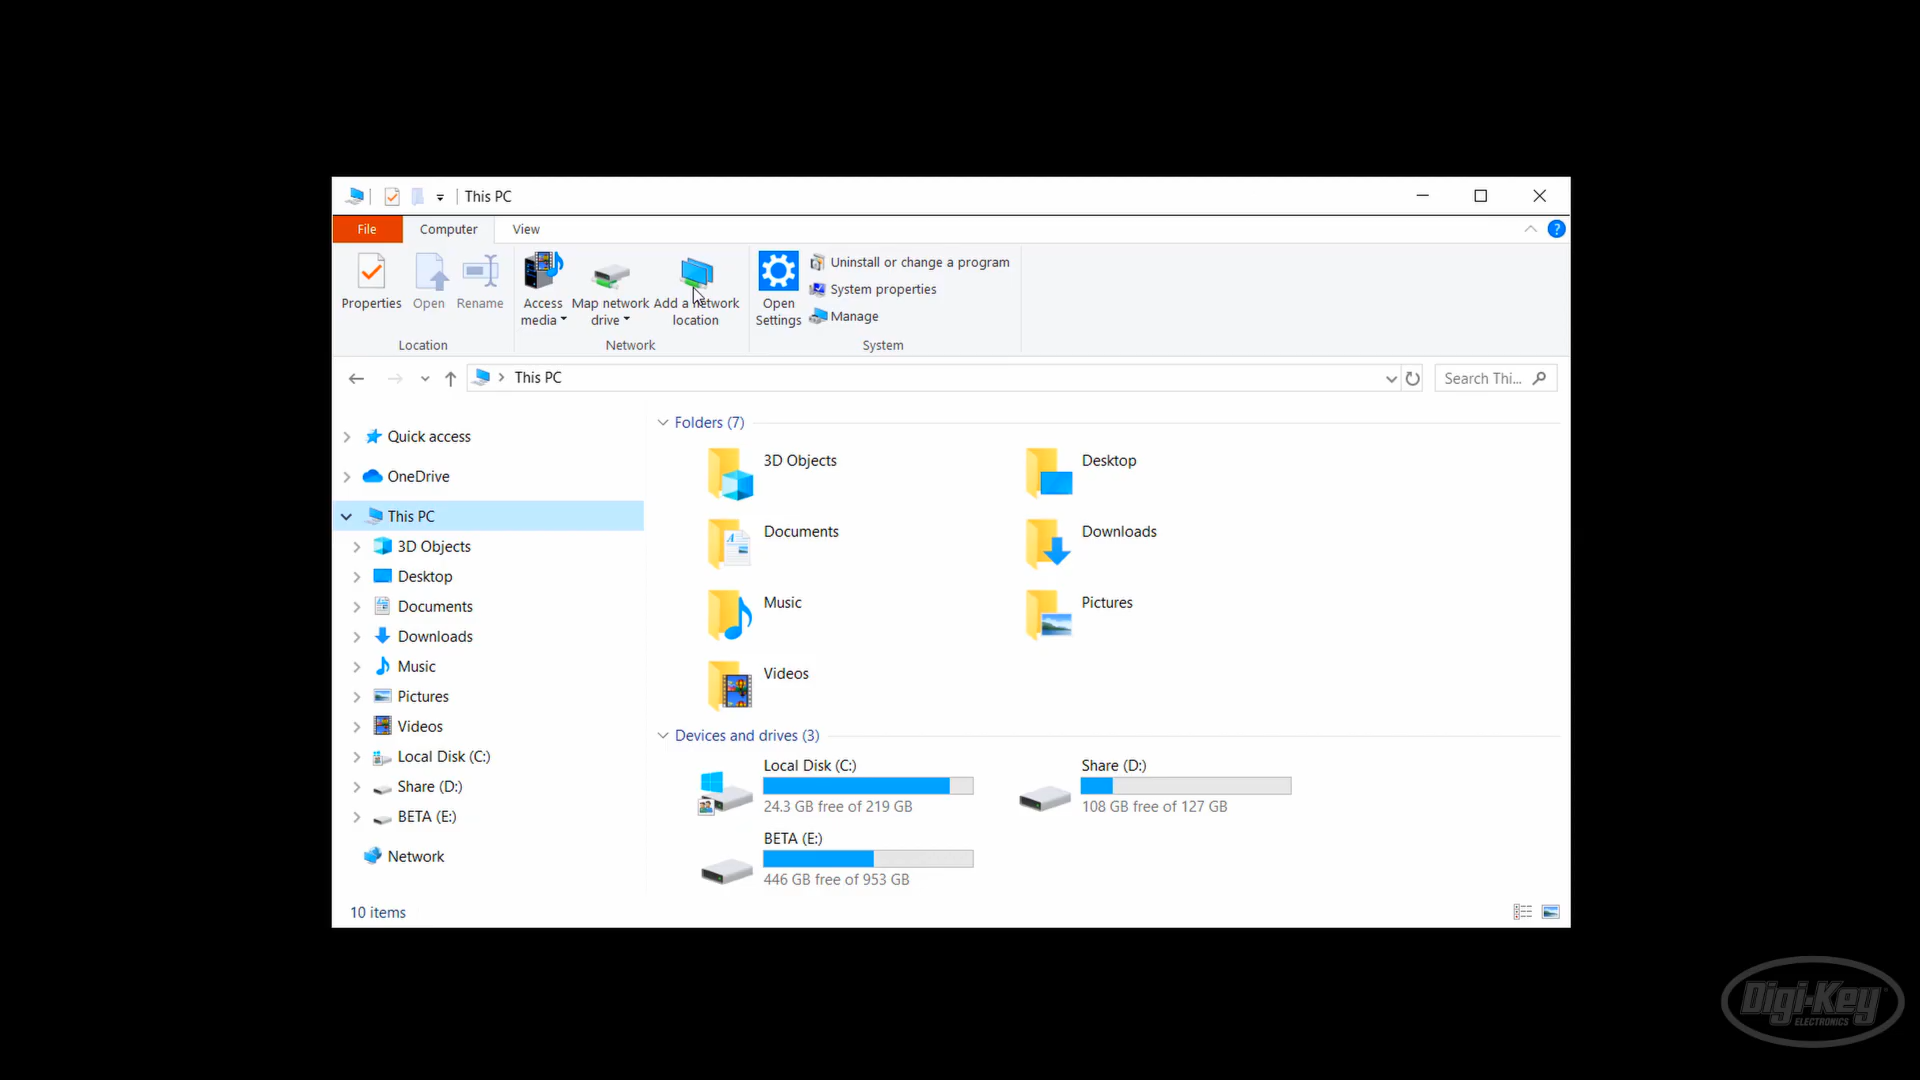 This PC
File Computer View
?
Properties Open Rename Access media Map network drive Add a network location Open Settings
Uninstall or change a program
System properties
Manage
Location Network System
This PC
Search Thi...
Quick access
OneDrive
This PC
3D Objects
Desktop
Documents
Downloads
Music
Pictures
Videos
Local Disk (C:)
Share (D:)
BETA (E:)
Network
Folders (7)
3D Objects
Desktop
Documents
Downloads
Music
Pictures
Videos
Devices and drives (3)
Local Disk (C:)
24.3 GB free of 219 GB
Share (D:)
108 GB free of 127 GB
BETA (E:)
446 GB free of 953 GB
10 items
Digi-Key
ELECTRONICS